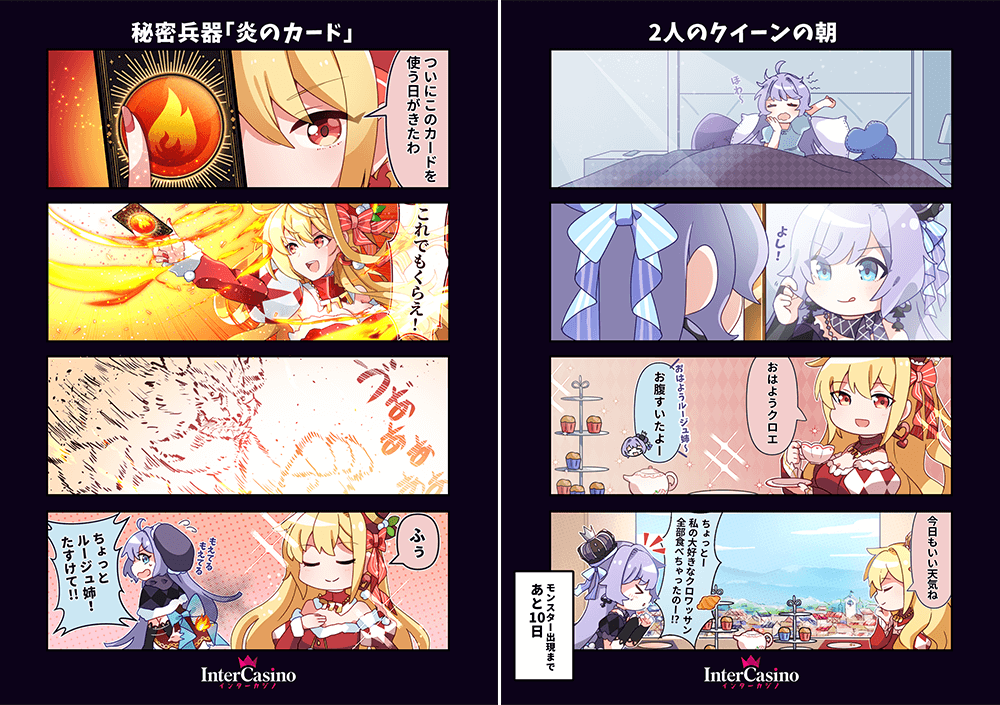 秘密兵器「炎のカード」
ついにこのカードを
使う日がきたわ
これでもくらえ!
ふぅ
もえてる
もえてる
ちょっと
ルージュ姉!
たすけて!!
InterCasino
インターカジノ
2人のクイーンの朝
ほわ~
よし!
おはようクロエ
おはようルージュ姉~
お腹すいたよー
今日もいい天気ね
ちょっとー
私の大好きなクロワッサン
全部食べちゃったのー!?
モンスター出現まで
あと10日
InterCasino
インターカジノ